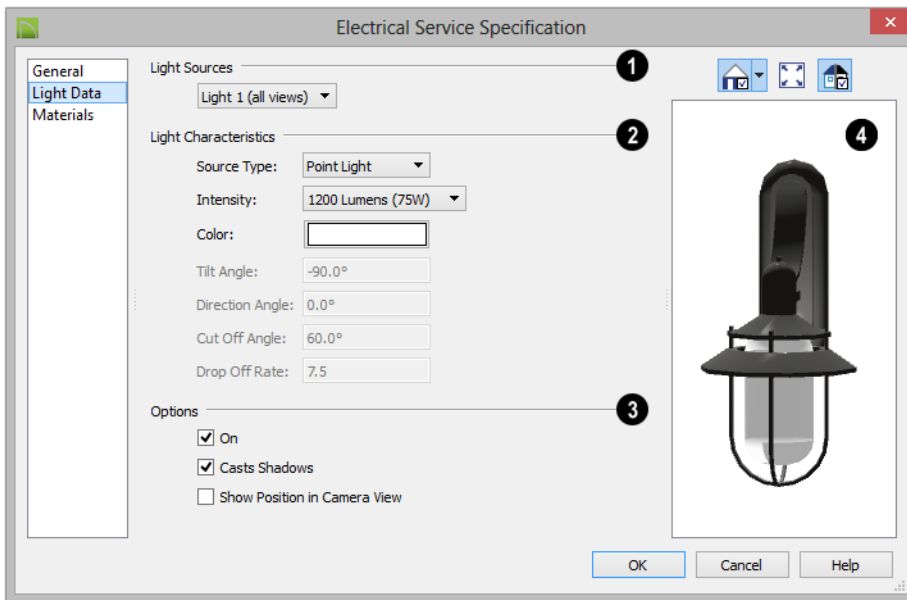 Electrical Service Specification
×
General
Light Data
Materials
Light Sources 1
Light 1 (all views)
Light Characteristics 2
Source Type: Point Light
Intensity: 1200 Lumens (75W)
Color:
Tilt Angle: -90.0°
Direction Angle: 0.0°
Cut Off Angle: 60.0°
Drop Off Rate: 7.5
Options 3
On
Casts Shadows
Show Position in Camera View
4
OK Cancel Help